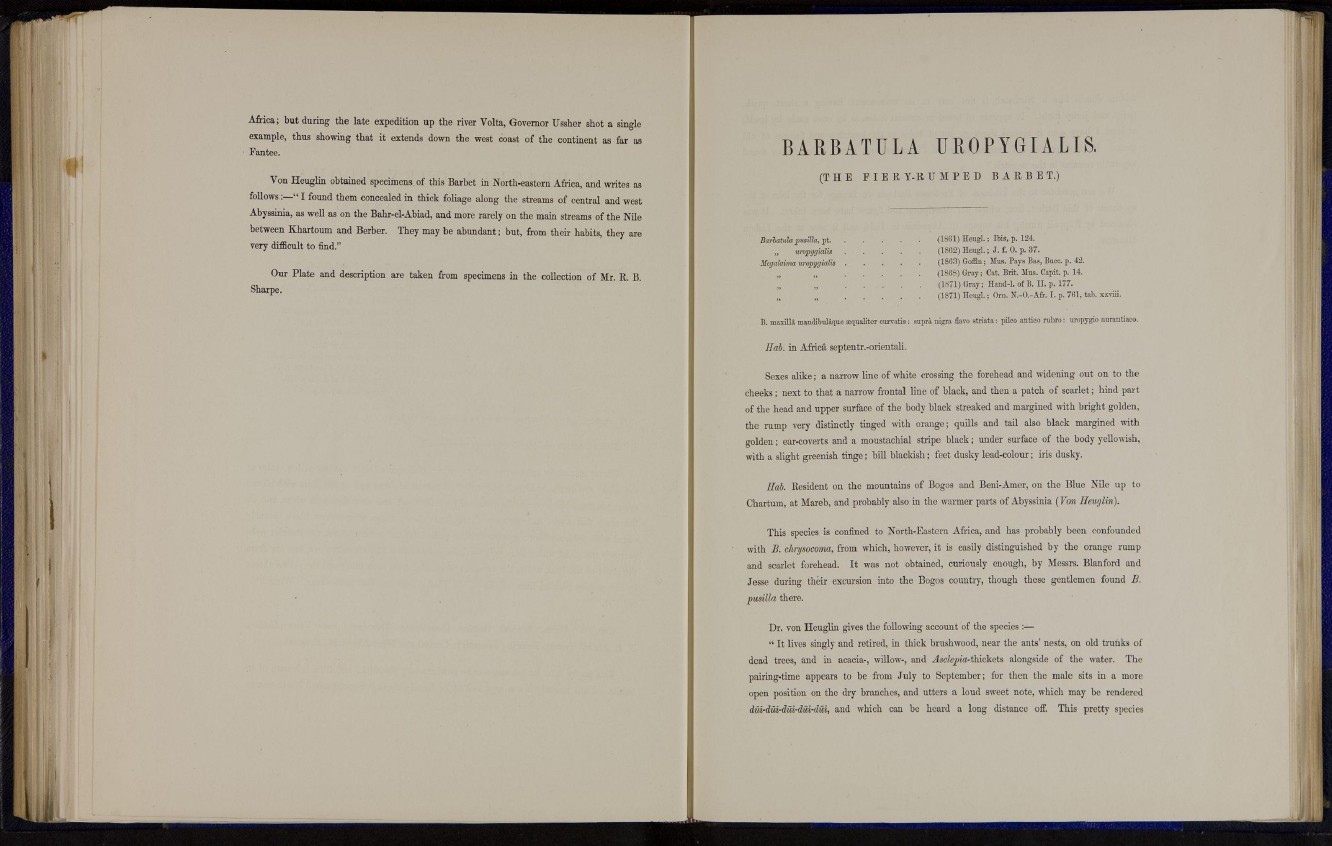 Africa; but during the late expedition up the river Volta, Governor Ussher shot a single
example, thus showing that it extends down the west coast of the continent as far as
Fantee.
Von Heuglin obtained specimens of this Barbet in North-eastern Africa, and writes as
follows:—“I found them concealed in thick foliage along the streams of central and west
Abyssinia, as well as on the Bahr-el-Abiad, and more rarely on the main streams of the Nile
between Khartoum and Berber. They may be abundant; but, from their habits, they are
very difficult to find.”
Our Plate and description are taken from specimens in the collection of Mr. R. B.
Sharpe.
BARBATULA UROPYGIALIS.
(THE FIERY-RUMPED BARBET.)
Barbatula pusilla, pt. . . . . . (1861) Heugl.; Ibis, p. 124.
„ uropygialis . . . . . (1862) Heugl.; J. f. O. p. 37.
Megalaima uropygialis . . . . . (1863) Goffin; Mus. Pays Bas, Bucc. p. 42.
„ „ . . . . . (1868) Gray; Cat. Brit. Mus. Capit. p. 14.
„ „ . . . . . (1871) Gray; Hand-l. of B. II. p. 177.
„ „ . . . . . (1871) Heugl.; Orn. N.-O.-Afr. I. p. 761, tab. xxviii.
B. maxillâ mandibulâque æqualiter curvatis: suprà nigra flavo striata: pileo antico rubro: uropygio aurantiaco.
Hab. in Africâ septentr.-orientali.
Sexes alike; a narrow line of white crossing the forehead and widening out on to the
cheeks; next to that a narrow frontal line of black, and then a patch of scarlet; hind part
of the head and upper surface of the body black streaked and margined with bright golden,
the rump very distinctly tinged with orange; quills and tail also black margined with
golden; ear-coverts and a moustachial stripe black; under surface of the body yellowish,
with a slight greenish tinge; bill blackish; feet dusky lead-colour; iris dusky.
Hab. Resident on the mountains of Bogos and Beni-Amer, on the Blue Nile up to
Chartum, at Mareb, and probably also in the warmer parts of Abyssinia (Von Heuglin).
This species is confined to North-Eastern Africa, and has probably been confounded
with B. chrysocoma, from which, however, it is easily distinguished by the orange rump
and scarlet forehead. It was not obtained, curiously enough, by Messrs. Blanford and
Jesse during their excursion into the Bogos country, though these gentlemen found B.
pusilla there.
Dr. von Heuglin gives the following account of the species:—
“It lives singly and retired, in thick brushwood, near the ants’ nests, on old trunks of
dead trees, and in acacia-, willow-, and Asclepia-thickets alongside of the water. The
pairing-time appears to be from July to September; for then the male sits in a more
open position on the dry branches, and utters a loud sweet note, which may be rendered
düi-düi-düi-düi-düi, and which can be heard a long distance off. This pretty species